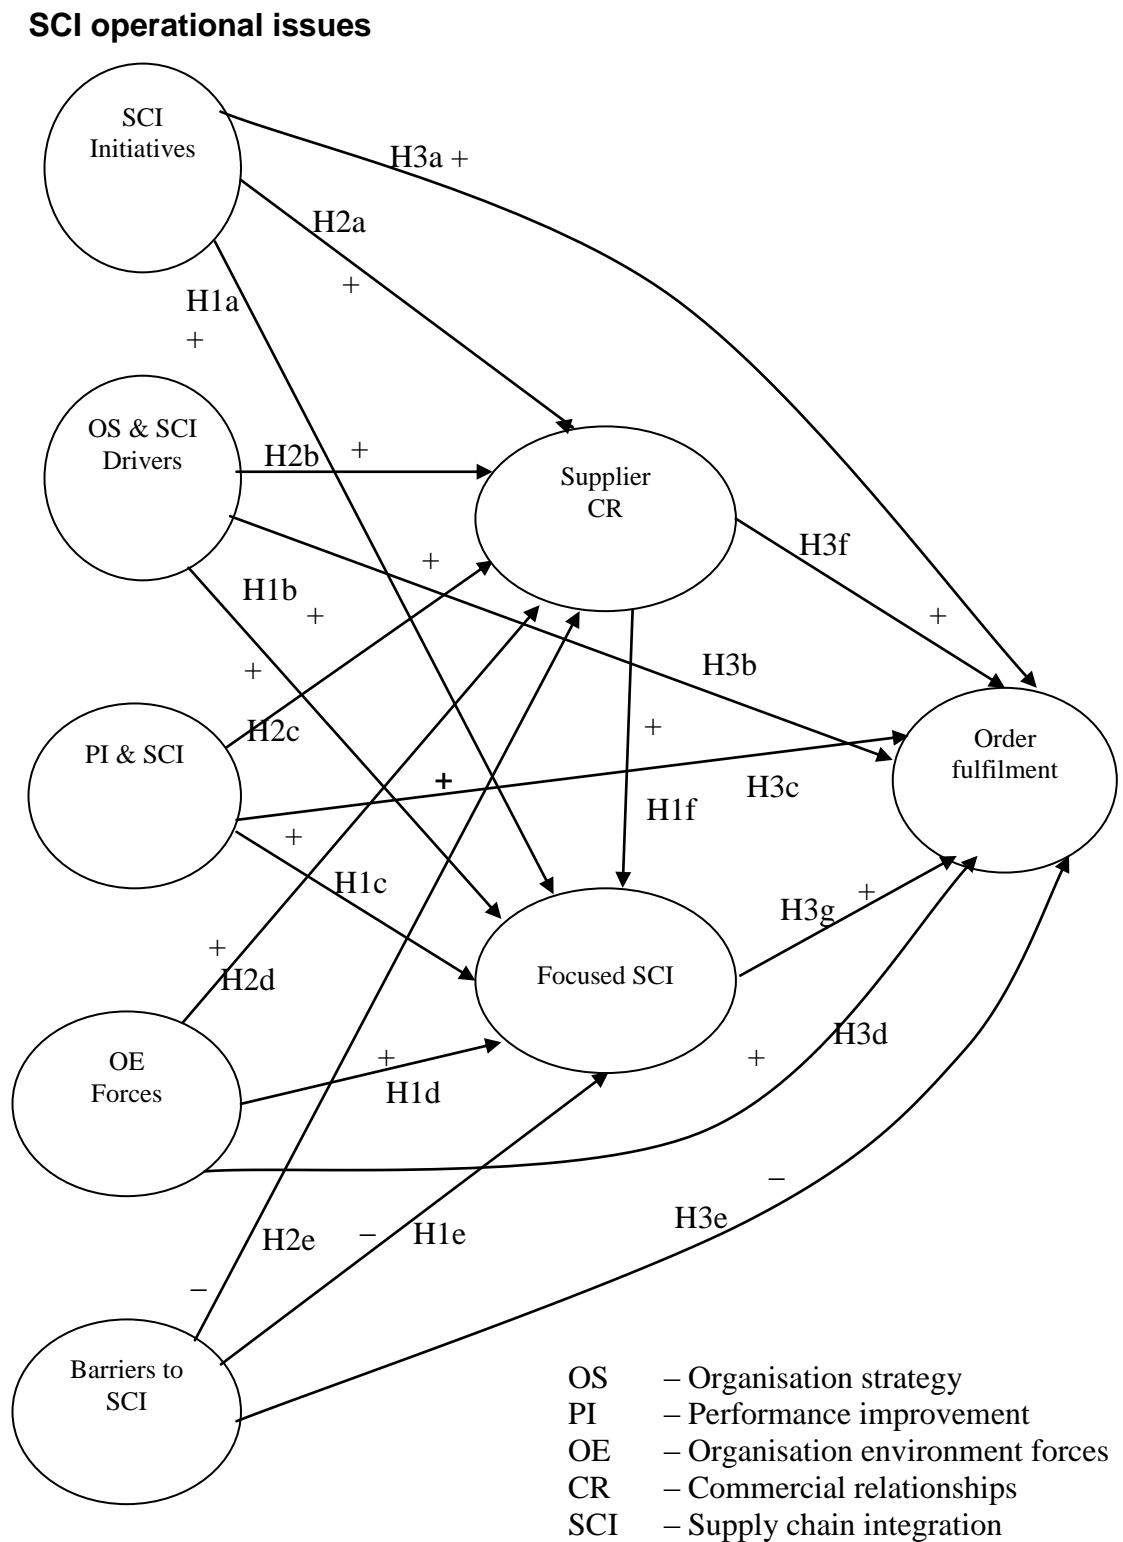 SCI operational issues
SCI
Initiatives
H3a +
H2a
+
H1a
+
OS & SCI
Drivers
H2b
+
Supplier
CR
H3f
+
+
H1b
+
+
H3b
H2c
+
PI & SCI
Order
fulfilment
+
H3c
H1f
+
H1c
+
H3g
+
H2d
Focused SCI
H3d
+
OE
Forces
+
H1d
–
H3e
H2e
–
H1e
–
Barriers to
SCI
OS – Organisation strategy
PI – Performance improvement
OE – Organisation environment forces
CR – Commercial relationships
SCI – Supply chain integration